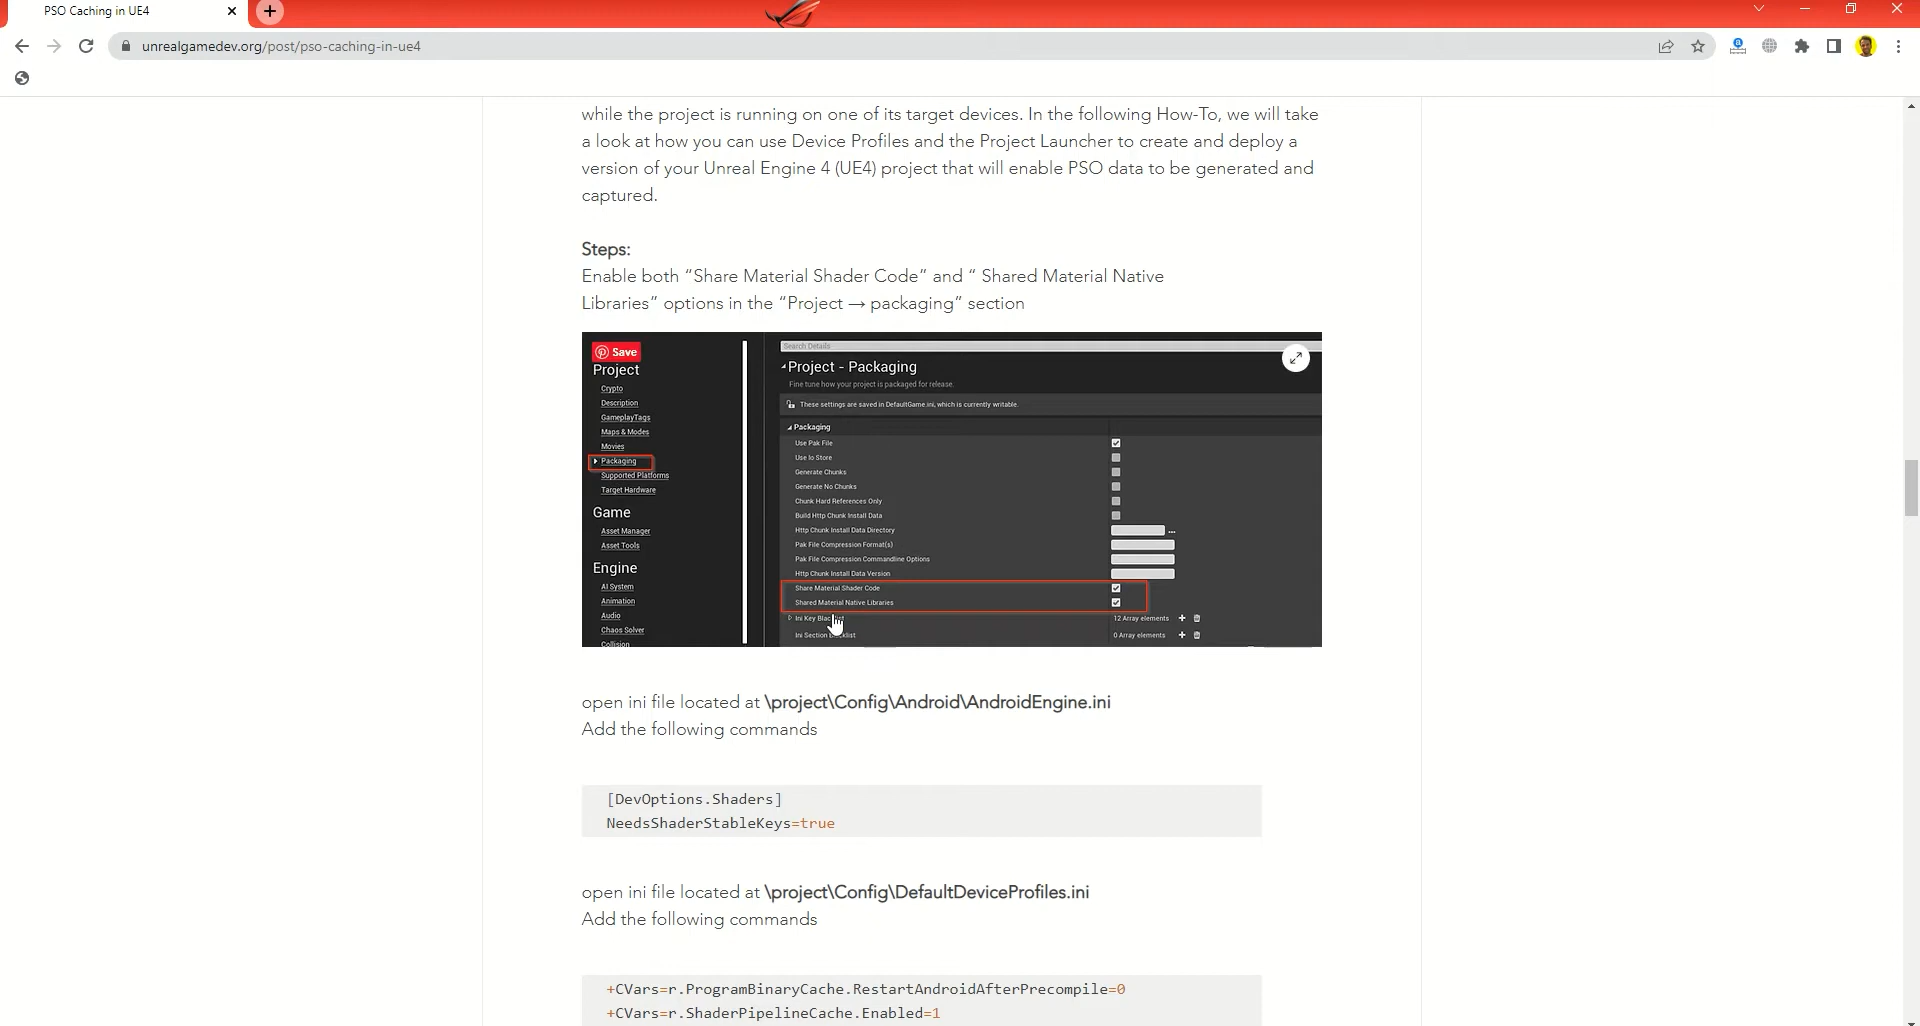 PSO Caching in UE4
unrealgamedev.org/post/pso-caching-in-ue4
while the project is running on one of its target devices. In the following How-To, we will take
a look at how you can use Device Profiles and the Project Launcher to create and deploy a
version of your Unreal Engine 4 (UE4) project that will enable PSO data to be generated and
captured.
Steps:
Enable both “Share Material Shader Code” and “ Shared Material Native
Libraries” options in the “Project → packaging” section
Save
Project
Crypto
Description
GameplayTags
Maps & Modes
Movies
Packaging
Supported Platforms
Target Hardware
Game
Asset Manager
Asset Tools
Engine
AI System
Animation
Audio
Chaos Solver
Collision
Search Details
Project - Packaging
Fine tune how your project is packaged for release.
These settings are saved in DefaultGame.ini, which is currently writable.
Packaging
Use Pak File
Use Io Store
Generate Chunks
Generate No Chunks
Chunk Hard References Only
Build Http Chunk Install Data
Http Chunk Install Data Directory
...
Pak File Compression Format(s)
Pak File Compression Commandline Options
Http Chunk Install Data Version
Share Material Shader Code
Shared Material Native Libraries
Ini Key 12 Array elements
Ini Section 0 Array elements
open ini file located at \project\Config\Android\AndroidEngine.ini
Add the following commands
[DevOptions.Shaders]
NeedsShaderStableKeys=true
open ini file located at \project\Config\DefaultDeviceProfiles.ini
Add the following commands
+CVars=r.ProgramBinaryCache.RestartAndroidAfterPrecompile=0
+CVars=r.ShaderPipelineCache.Enabled=1